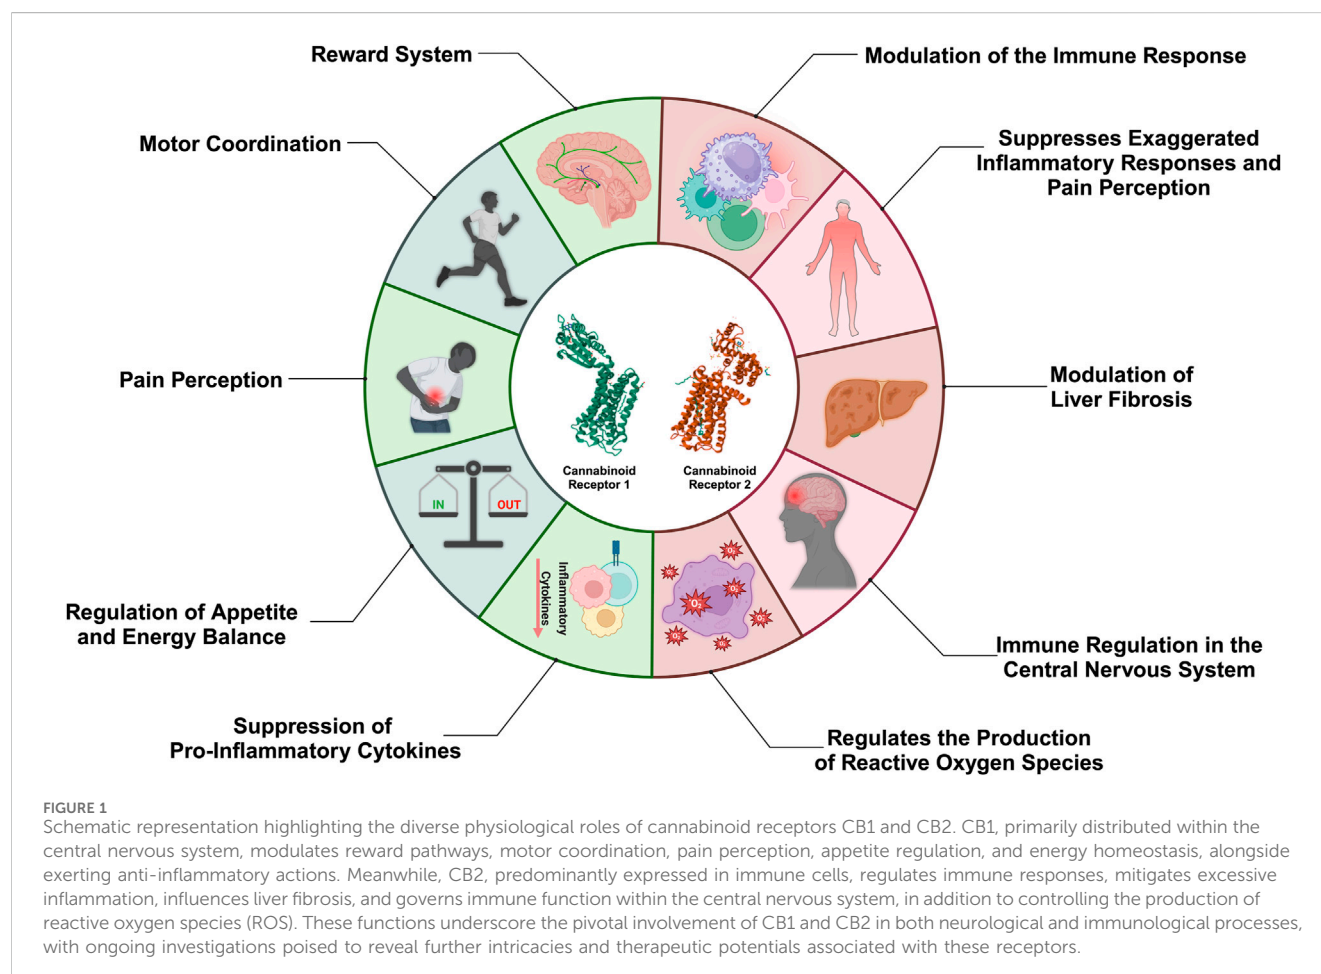 Reward System
Modulation of the Immune Response
Motor Coordination
Suppresses Exaggerated
Inflammatory Responses and
Pain Perception
Pain Perception
Modulation of
Liver Fibrosis
Cannabinoid
Receptor 1
Cannabinoid
Receptor 2
IN
OUT
Inflammatory
Cytokines
O₂
O₂
O₂
O₂
O₂
O₂
O₂
O₂
Regulation of Appetite
and Energy Balance
Immune Regulation in the
Central Nervous System
Suppression of
Pro-Inflammatory Cytokines
Regulates the Production
of Reactive Oxygen Species
FIGURE 1
Schematic representation highlighting the diverse physiological roles of cannabinoid receptors CB1 and CB2. CB1, primarily distributed within the
central nervous system, modulates reward pathways, motor coordination, pain perception, appetite regulation, and energy homeostasis, alongside
exerting anti-inflammatory actions. Meanwhile, CB2, predominantly expressed in immune cells, regulates immune responses, mitigates excessive
inflammation, influences liver fibrosis, and governs immune function within the central nervous system, in addition to controlling the production of
reactive oxygen species (ROS). These functions underscore the pivotal involvement of CB1 and CB2 in both neurological and immunological processes,
with ongoing investigations poised to reveal further intricacies and therapeutic potentials associated with these receptors.